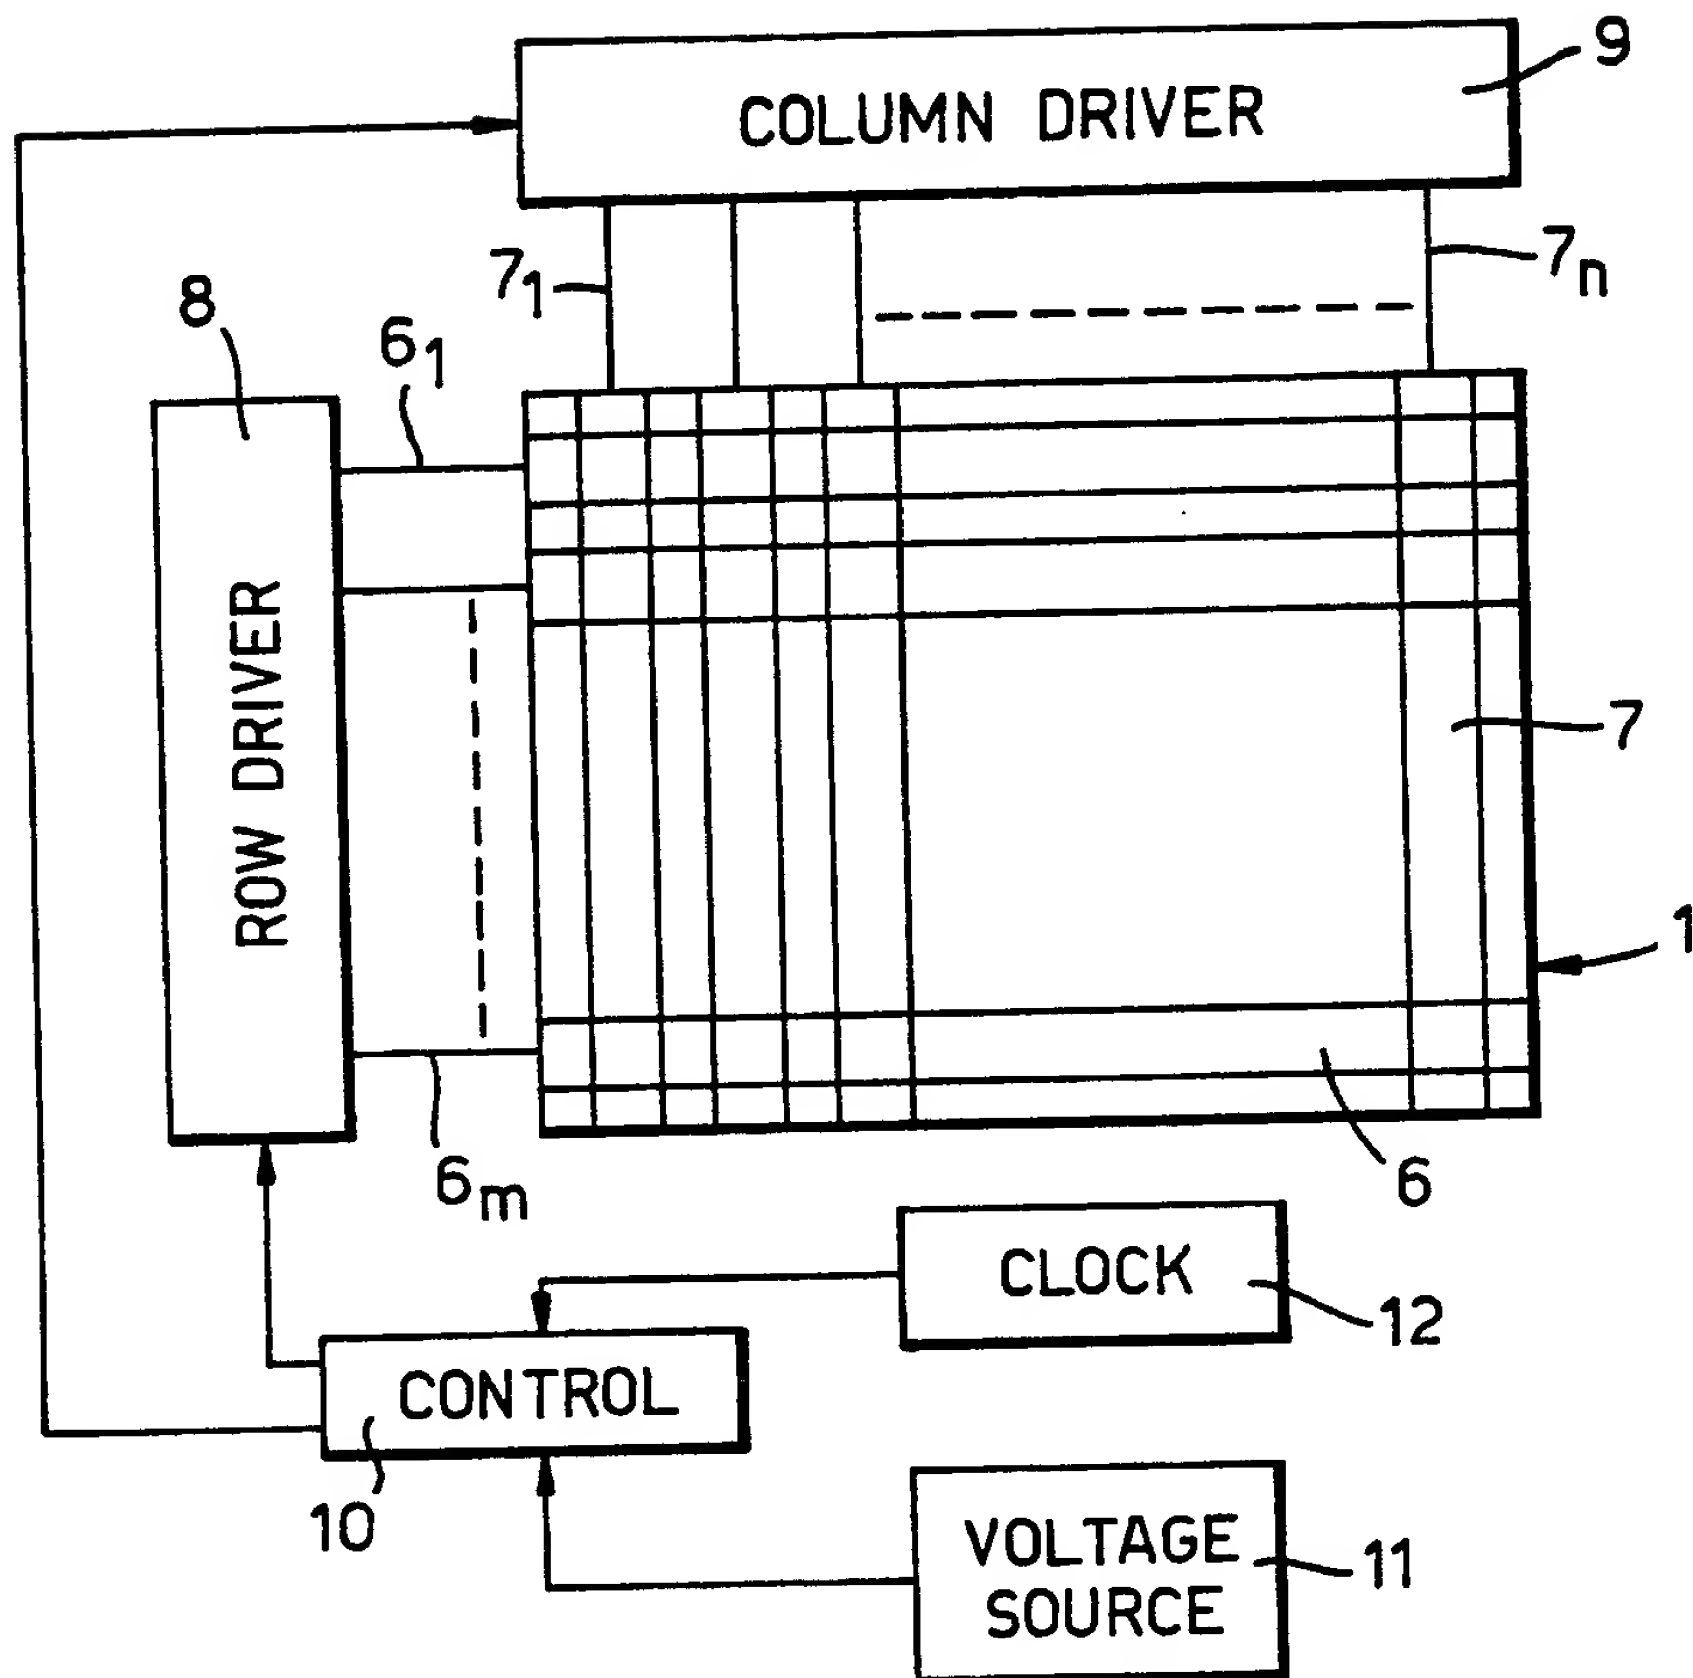 9
COLUMN DRIVER
7₁
7ₙ
8
6₁
ROW DRIVER
7
1
6ₘ
6
CLOCK
12
CONTROL
10
VOLTAGE
SOURCE
11